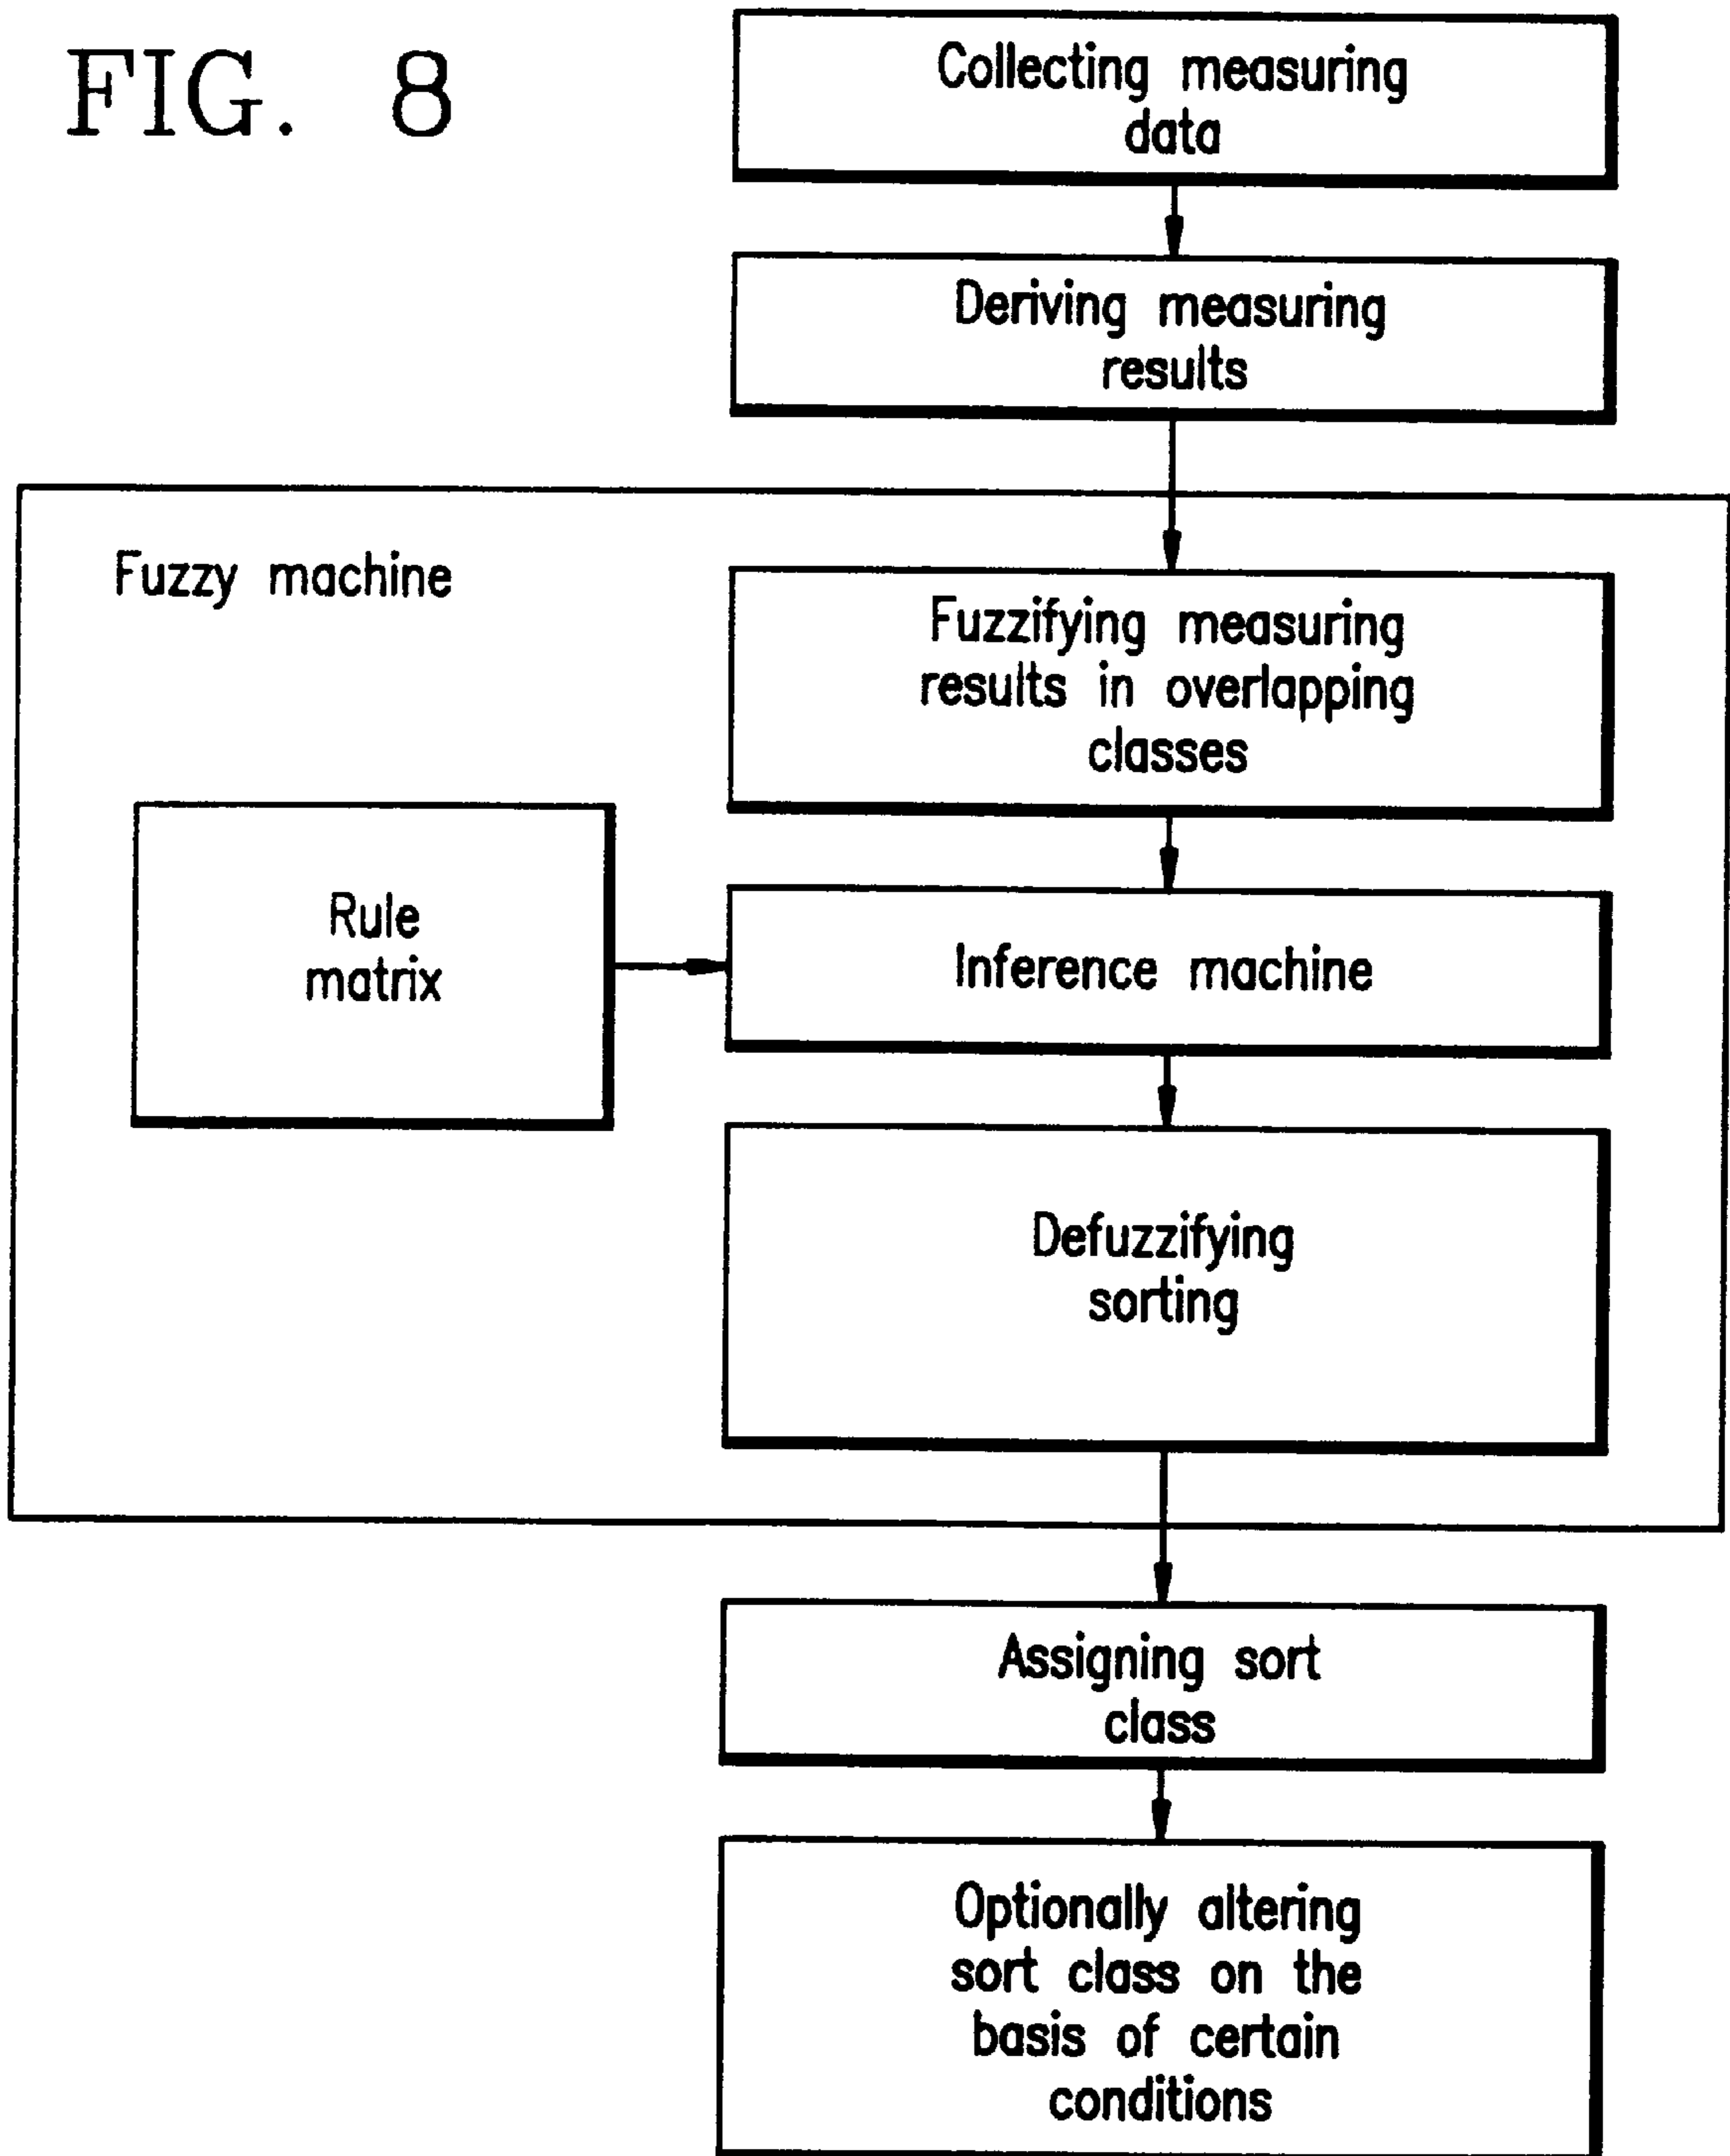 FIG. 8
Collecting measuring
data
Deriving measuring
results
Fuzzy machine
Fuzzifying measuring
results in overlapping
classes
Rule
matrix
Inference machine
Defuzzifying
sorting
Assigning sort
class
Optionally altering
sort class on the
basis of certain
conditions